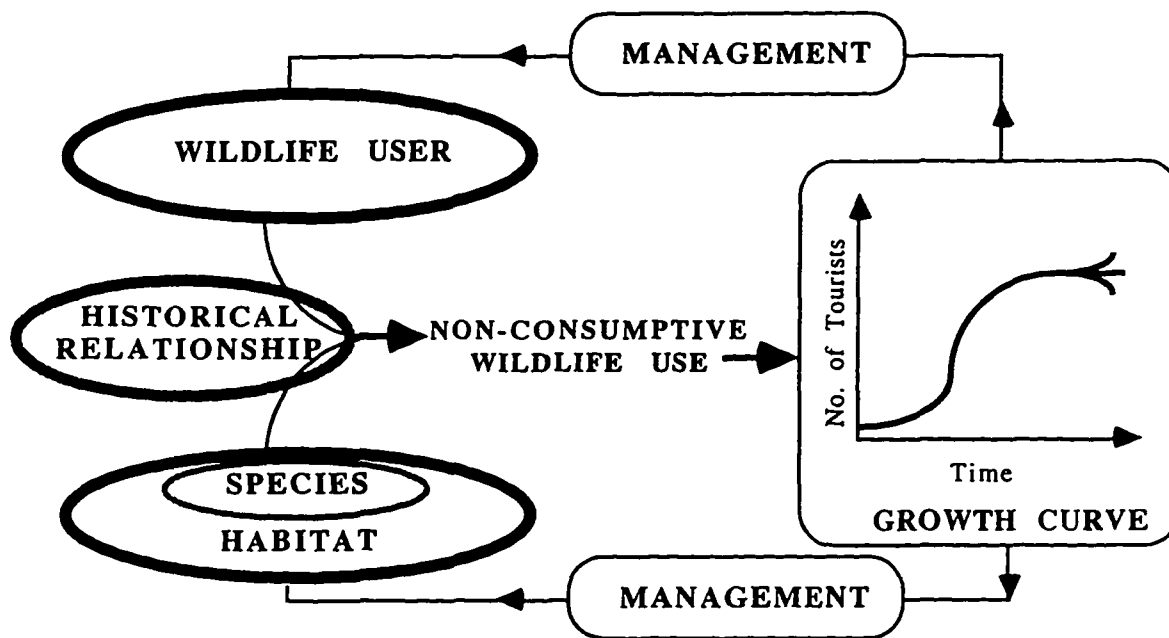 MANAGEMENT
WILDLIFE USER
HISTORICAL
RELATIONSHIP
NON-CONSUMPTIVE
WILDLIFE USE
No. of Tourists
Time
GROWTH CURVE
SPECIES
HABITAT
MANAGEMENT